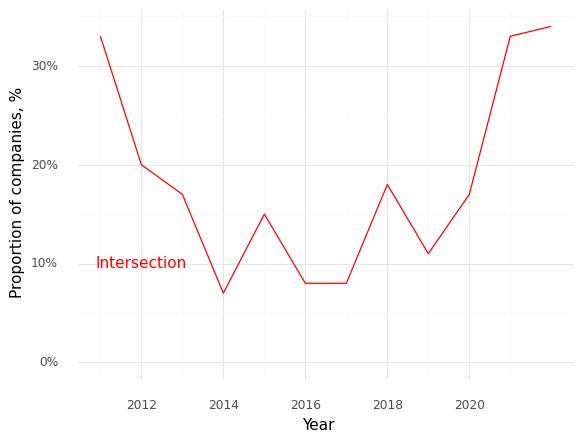 Proportion of companies, %
30%
20%
10%
0%
Intersection
2012 2014 2016 2018 2020
Year